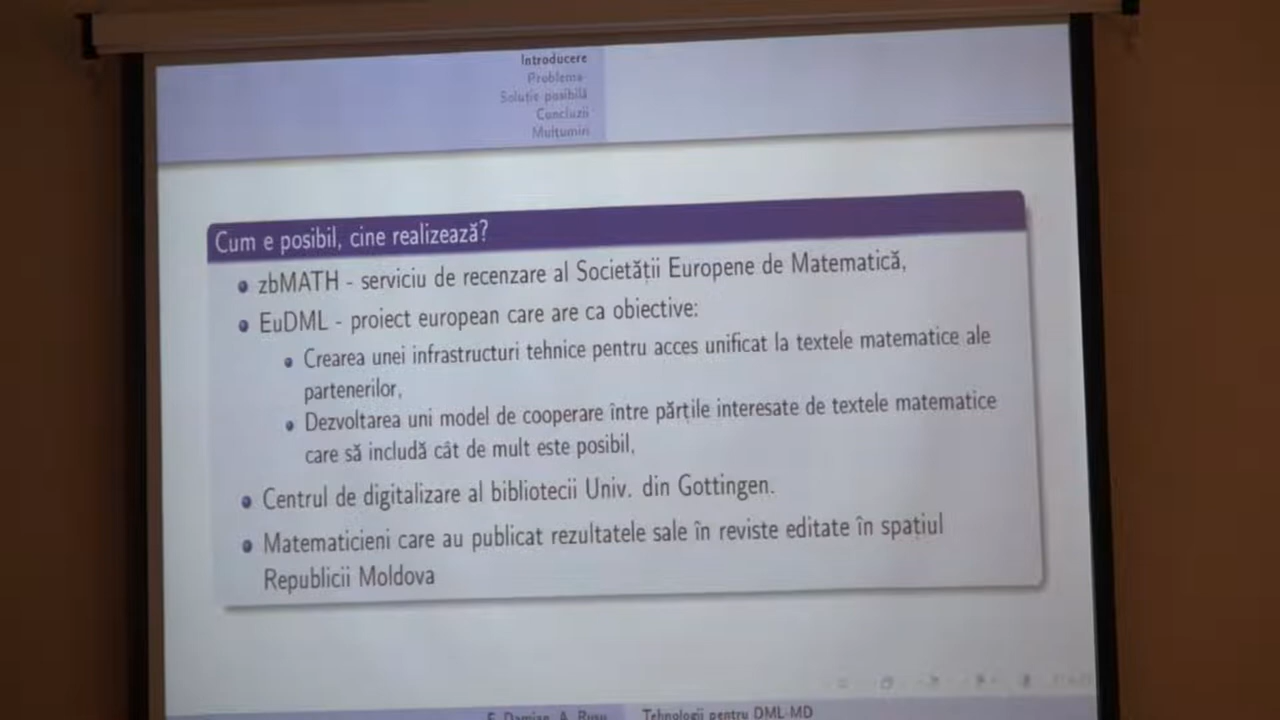 Introducere
Problema
Soluție posibilă
Concluzii
Mulțumiri
Cum e posibil, cine realizează?
zbMATH - serviciu de recenzare al Societății Europene de Matematică,
EuDML - proiect european care are ca obiective:
Crearea unei infrastructuri tehnice pentru acces unificat la textele matematice ale
partenerilor,
Dezvoltarea uni model de cooperare între părțile interesate de textele matematice
care să includă cât de mult este posibil,
Centrul de digitalizare al bibliotecii Univ. din Gottingen.
Matematicieni care au publicat rezultatele sale în reviste editate în spațiul
Republicii Moldova
Damian, A. Rusu
Tehnologii pentru DML-MD